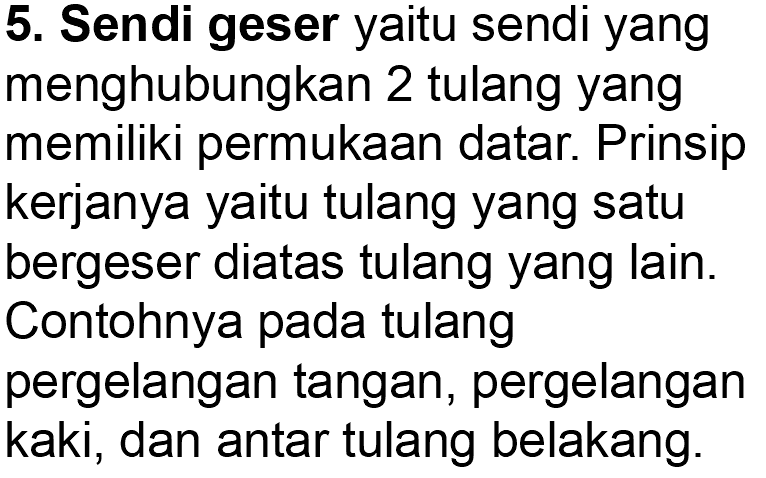 5. Sendi geser yaitu sendi yang
menghubungkan 2 tulang yang
memiliki permukaan datar. Prinsip
kerjanya yaitu tulang yang satu
bergeser diatas tulang yang lain.
Contohnya pada tulang
pergelangan tangan, pergelangan
kaki, dan antar tulang belakang.